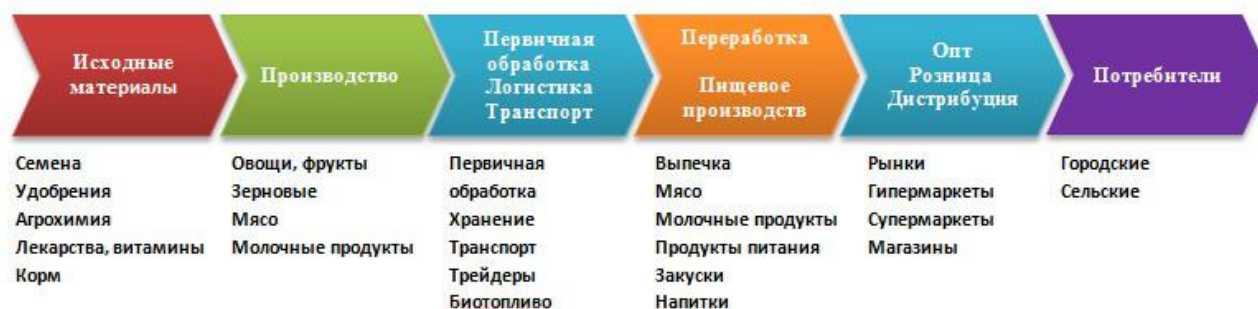 Исходные
материалы
Производство
Первичная
обработка
Логистика
Транспорт
Переработка
Пищевое
производств
Опт
Розница
Дистрибуция
Потребители
Семена
Удобрения
Агрохимия
Лекарства, витамины
Корм
Овощи, фрукты
Зерновые
Мясо
Молочные продукты
Первичная
обработка
Хранение
Транспорт
Трейдеры
Биотопливо
Выпечка
Мясо
Молочные продукты
Продукты питания
Закуски
Напитки
Рынки
Гипермаркеты
Супермаркеты
Магазины
Городские
Сельские